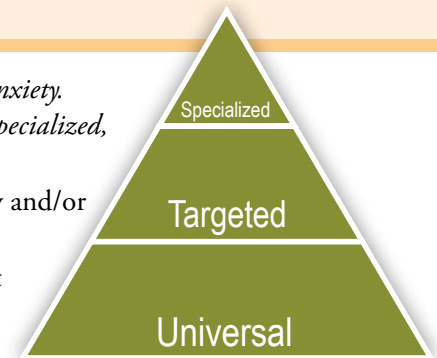 nxiety.
pecialized,
y and/or
t
Specialized
Targeted
Universal